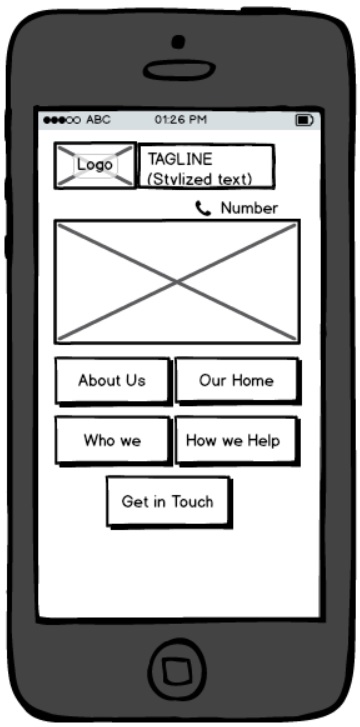 ABC 01:26 PM
Logo
TAGLINE
(Stylized text)
Number
About Us
Our Home
Who we
How we Help
Get in Touch